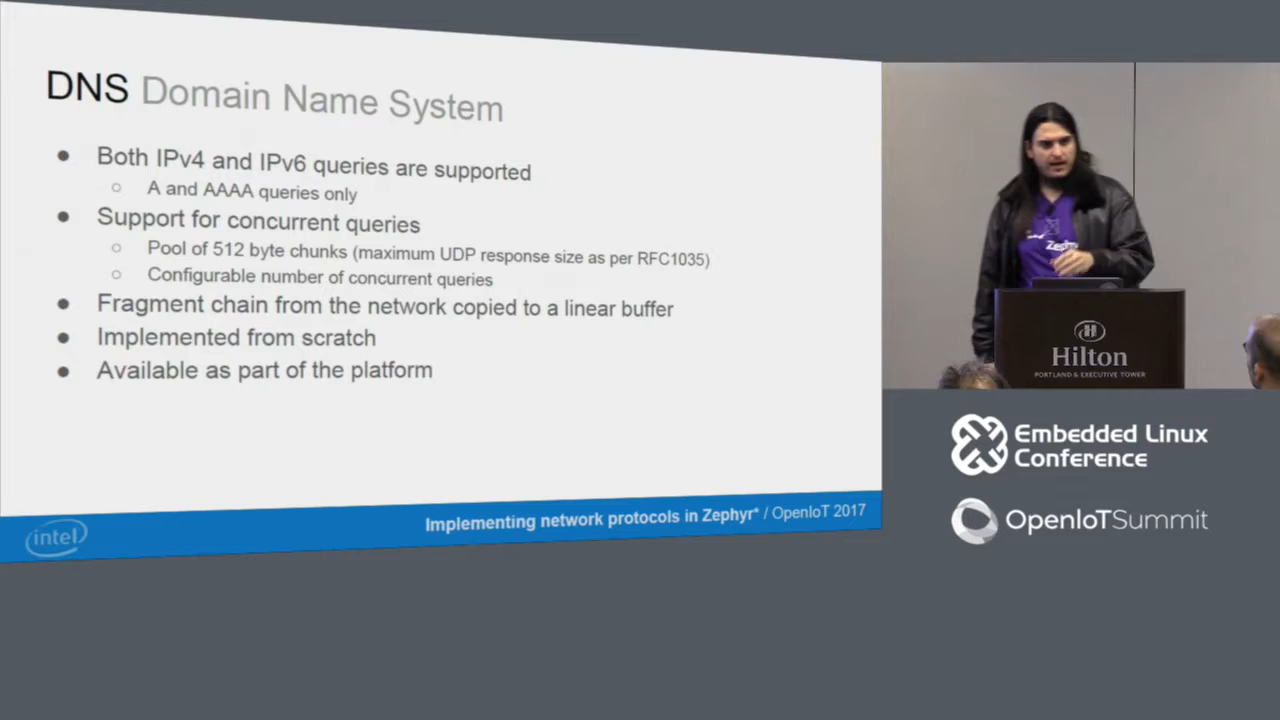 DNS Domain Name System
● Both IPv4 and IPv6 queries are supported
○ A and AAAA queries only
● Support for concurrent queries
○ Pool of 512 byte chunks (maximum UDP response size as per RFC1035)
○ Configurable number of concurrent queries
● Fragment chain from the network copied to a linear buffer
● Implemented from scratch
● Available as part of the platform
intel
Implementing network protocols in Zephyr* / OpenIoT 2017
Zephyr
Hilton
PORTLAND & EXECUTIVE TOWER
Embedded Linux
Conference
OpenIoTSummit